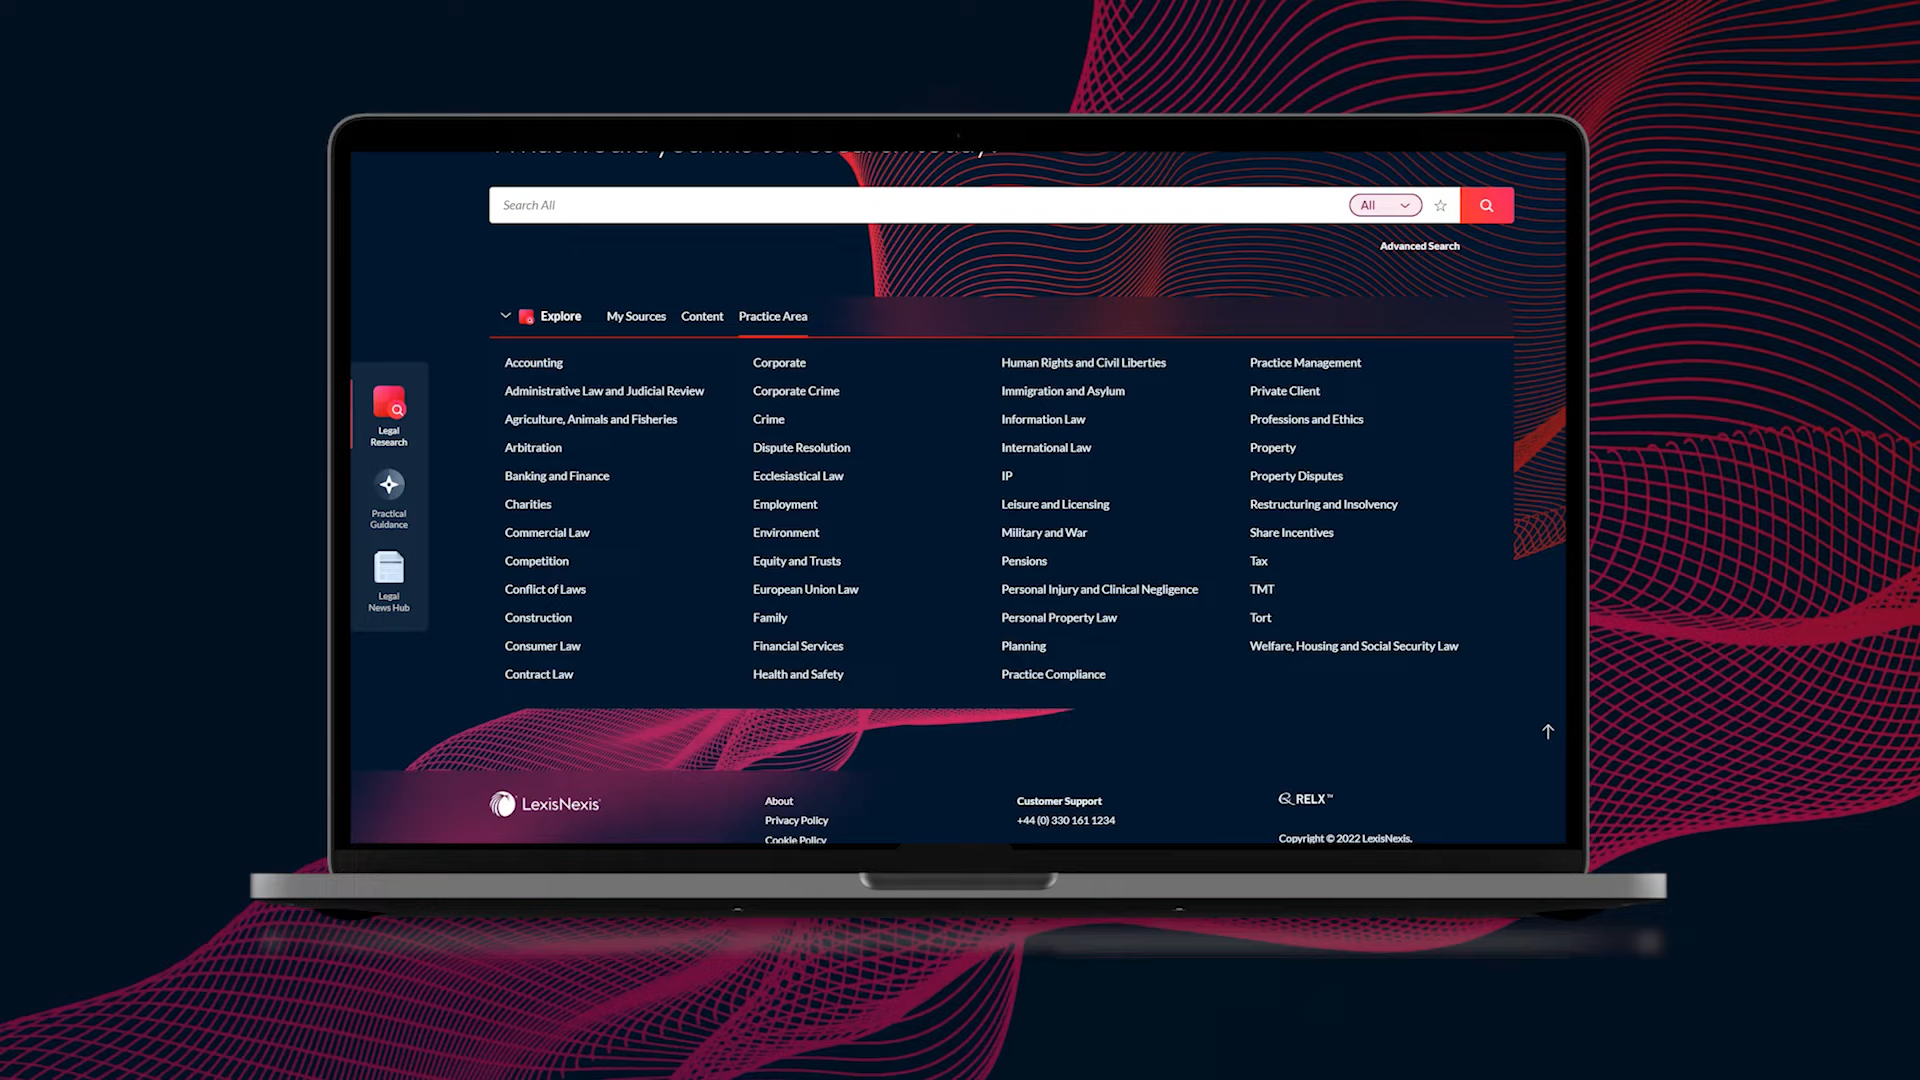 Search All
All
Advanced Search
Explore My Sources Content Practice Area
Accounting
Administrative Law and Judicial Review
Agriculture, Animals and Fisheries
Arbitration
Banking and Finance
Charities
Commercial Law
Competition
Conflict of Laws
Construction
Consumer Law
Contract Law
Corporate
Corporate Crime
Crime
Dispute Resolution
Ecclesiastical Law
Employment
Environment
Equity and Trusts
European Union Law
Family
Financial Services
Health and Safety
Human Rights and Civil Liberties
Immigration and Asylum
Information Law
International Law
IP
Leisure and Licensing
Military and War
Pensions
Personal Injury and Clinical Negligence
Personal Property Law
Planning
Practice Compliance
Practice Management
Private Client
Professions and Ethics
Property
Property Disputes
Restructuring and Insolvency
Share Incentives
Tax
TMT
Tort
Welfare, Housing and Social Security Law
Legal
Research
Practical
Guidance
Legal
News Hub
LexisNexis
About
Privacy Policy
Cookie Policy
Customer Support
+44 (0) 330 161 1234
RELX™
Copyright © 2022 LexisNexis.